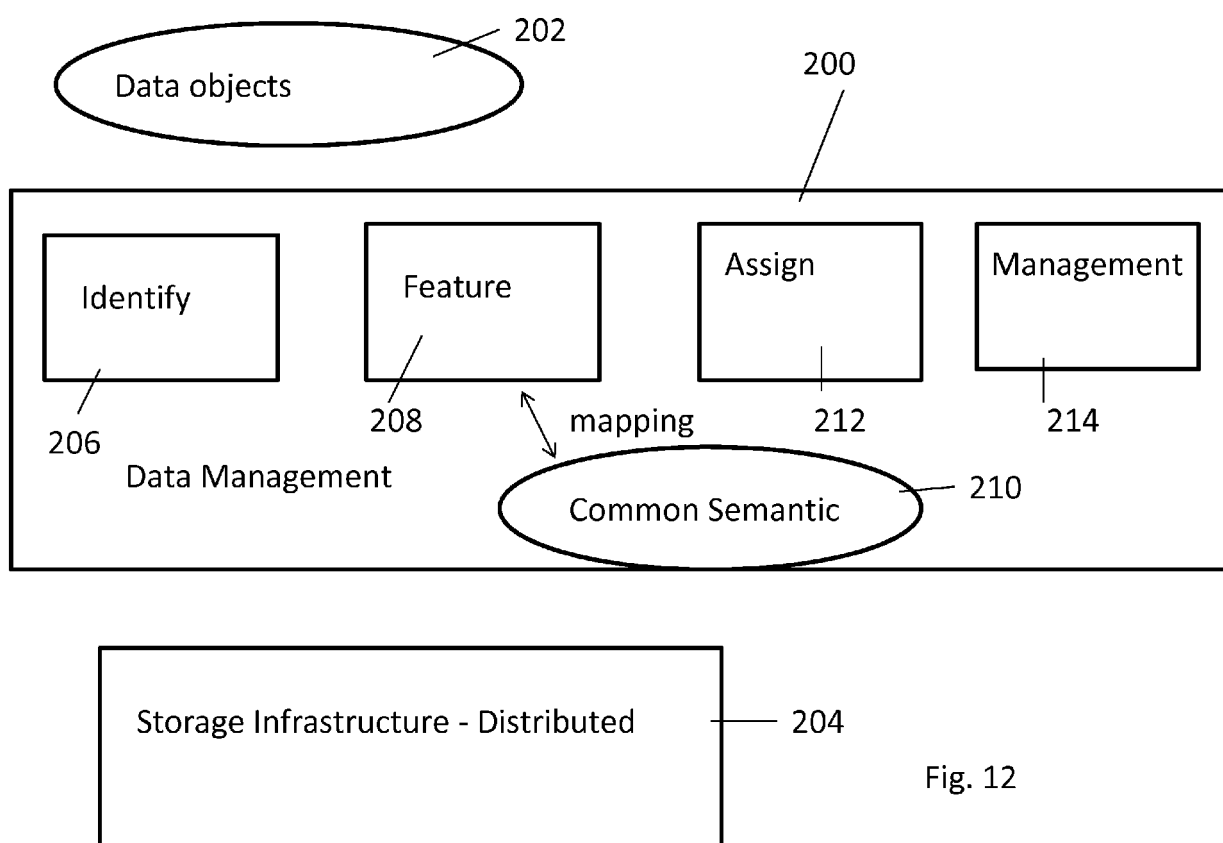 202
Data objects
200
Identify
Feature
Assign
Management
206
208
mapping
212
214
Data Management
Common Semantic
210
Storage Infrastructure - Distributed
204
Fig. 12